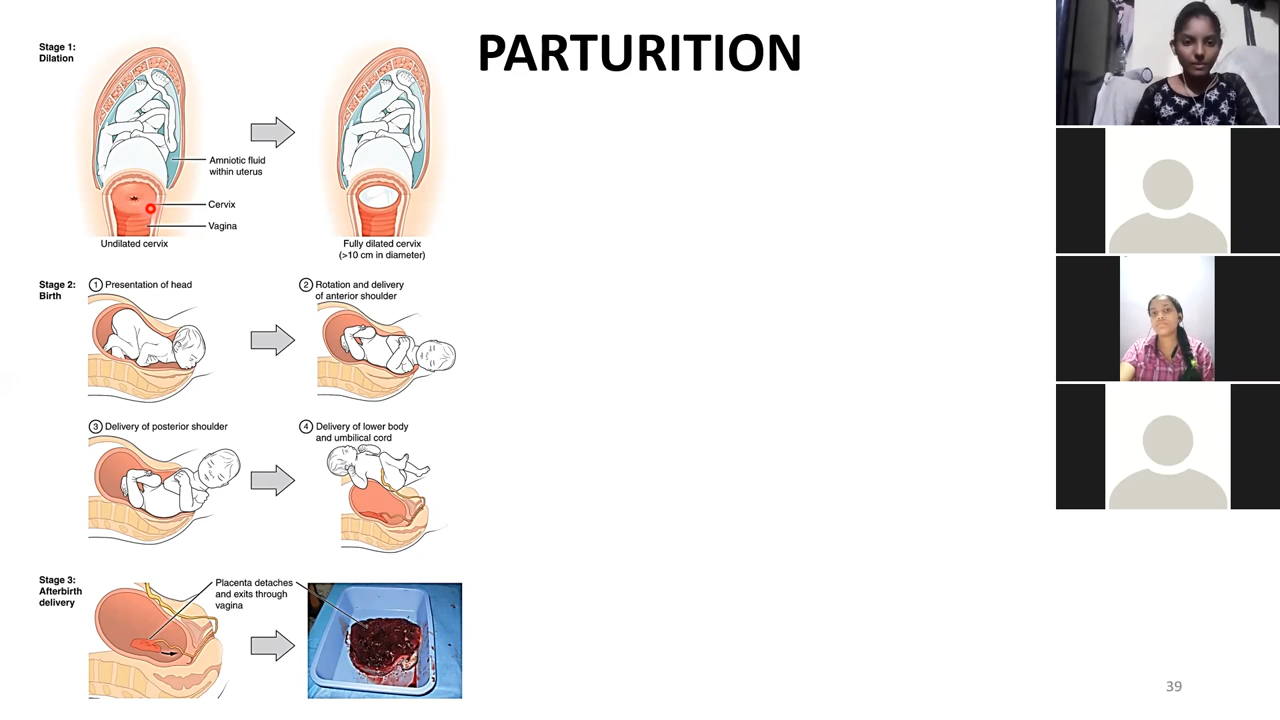 PARTURITION
Stage 1:
Dilation
Amniotic fluid
within uterus
Cervix
Vagina
Undilated cervix
Fully dilated cervix
(>10 cm in diameter)
Stage 2:
Birth
1 Presentation of head
2 Rotation and delivery
of anterior shoulder
3 Delivery of posterior shoulder
4 Delivery of lower body
and umbilical cord
Stage 3:
Afterbirth
delivery
Placenta detaches
and exits through
vagina
39